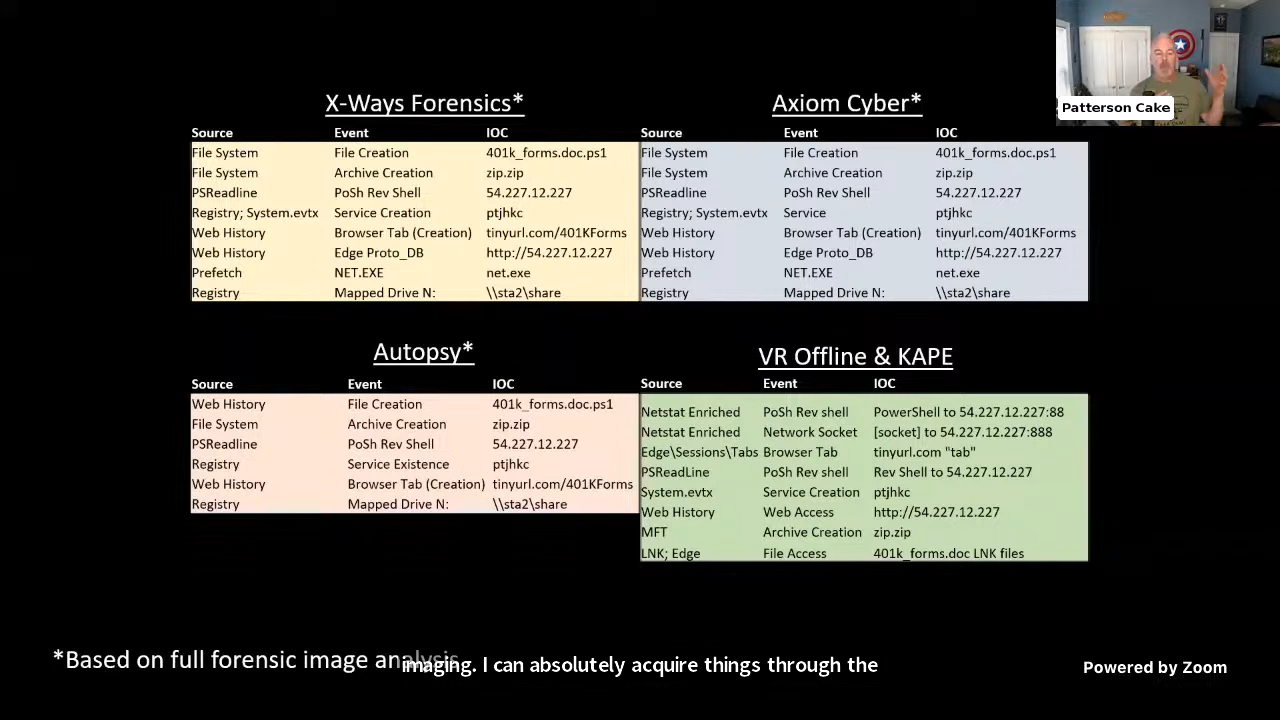 Patterson Cake
X-Ways Forensics*
Source Event IOC
File System File Creation 401k_forms.doc.ps1
File System Archive Creation zip.zip
PSReadline PoSh Rev Shell 54.227.12.227
Registry; System.evtx Service Creation ptjhkc
Web History Browser Tab (Creation) tinyurl.com/401KForms
Web History Edge Proto_DB http://54.227.12.227
Prefetch NET.EXE net.exe
Registry Mapped Drive N: \\sta2\share
Axiom Cyber*
Source Event IOC
File System File Creation 401k_forms.doc.ps1
File System Archive Creation zip.zip
PSReadline PoSh Rev Shell 54.227.12.227
Registry; System.evtx Service ptjhkc
Web History Browser Tab (Creation) tinyurl.com/401KForms
Web History Edge Proto_DB http://54.227.12.227
Prefetch NET.EXE net.exe
Registry Mapped Drive N: \\sta2\share
Autopsy*
Source Event IOC
Web History File Creation 401k_forms.doc.ps1
File System Archive Creation zip.zip
PSReadline PoSh Rev Shell 54.227.12.227
Registry Service Existence ptjhkc
Web History Browser Tab (Creation) tinyurl.com/401KForms
Registry Mapped Drive N: \\sta2\share
VR Offline & KAPE
Source Event IOC
Netstat Enriched PoSh Rev shell PowerShell to 54.227.12.227:88
Netstat Enriched Network Socket [socket] to 54.227.12.227:888
Edge\Sessions\Tabs Browser Tab tinyurl.com "tab"
PSReadLine PoSh Rev shell Rev Shell to 54.227.12.227
System.evtx Service Creation ptjhkc
Web History Web Access http://54.227.12.227
MFT Archive Creation zip.zip
LNK; Edge File Access 401k_forms.doc LNK files
*Based on full forensic image analysis
imaging. I can absolutely acquire things through the
Powered by Zoom